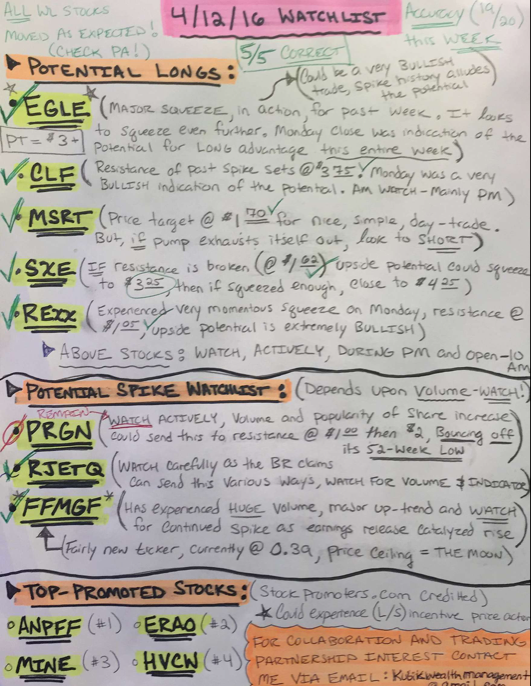 ALL WL STOCKS
MOVED AS EXPECTED!
(CHECK PA!)
4/12/16 WATCHLIST
ACCURACY (19/20)
this WEEK
5/5 CORRECT
POTENTIAL LONGS:
Could be a very BULLISH
trade, spike history alludes
the potential
EGLE (MAJOR SQUEEZE, in action, for past week. It looks
to squeeze even further. Monday close was indication of the
Potential for LONG advantage this entire week)
PT = $3+
CLF (Resistance of past spike sets @ $3.75! Monday was a very
BULLISH indication of the potential. AM WATCH-Mainly PM)
MSRT (Price target @ $1.70 for nice, simple, day-trade.
But, if pump exhausts itself out, look to SHORT)
SXE (IF resistance is broken (@ $1.62) upside potential could squeeze
to $3.25 then if squeezed enough, close to $4.25)
REXX (Experienced very momentous squeeze on Monday, resistance @
$1.05, upside potential is extremely BULLISH)
ABOVE STOCKS: WATCH, ACTIVELY, DURING PM and open-10
AM
POTENTIAL SPIKE WATCHLIST: (Depends upon Volume-WATCH!)
REMAIN
PRGN (WATCH ACTIVELY, Volume and popularity of share increase
could send this to resistance @ $1.00 then $2, Bouncing off
its 52-Week Low
RJETQ (WATCH carefully as the BR claims
Can send this various ways, WATCH FOR VOLUME & INDICATOR)
*FFMGF* (HAS experienced HUGE volume, major up-trend and WATCH
for continued spike as earnings release catalyzed rise)
(Fairly new ticker, currently @ 0.39, price ceiling = THE MOON)
TOP-PROMOTED STOCKS: (Stock Promoters.com Credited)
Could experience (L/S) incentive price action
ANPFF (#1) ERAO (#2)
MINE (#3) HVCW (#4)
FOR COLLABORATION AND TRADING
PARTNERSHIP INTEREST CONTACT
ME VIA EMAIL: Kubikwealthmanagement
@gmail.com